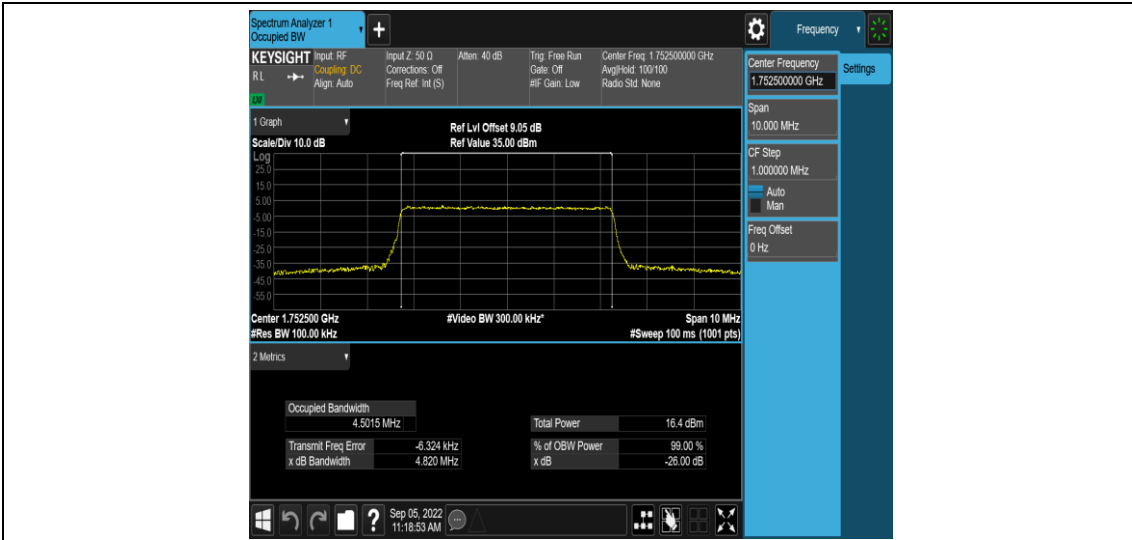 Spectrum Analyzer 1
Occupied BW
+
Frequency
KEYSIGHT
RL
LXI
Input: RF
Coupling: DC
Align: Auto
Input Z: 50 Ω
Corrections: Off
Freq Ref: Int (S)
Atten: 40 dB
Trig: Free Run
Gate: Off
#IF Gain: Low
Center Freq: 1.752500000 GHz
Avg|Hold: 100/100
Radio Std: None
Center Frequency
1.752500000 GHz
Settings
Span
10.000 MHz
CF Step
1.000000 MHz
Auto
Man
Freq Offset
0 Hz
1 Graph
Scale/Div 10.0 dB
Ref Lvl Offset 9.05 dB
Ref Value 35.00 dBm
Log
25.0
15.0
5.00
-5.00
-15.0
-25.0
-35.0
-45.0
-55.0
Center 1.752500 GHz
#Res BW 100.00 kHz
#Video BW 300.00 kHz*
Span 10 MHz
#Sweep 100 ms (1001 pts)
2 Metrics
Occupied Bandwidth
4.5015 MHz
Total Power 16.4 dBm
Transmit Freq Error -6.324 kHz
% of OBW Power 99.00 %
x dB Bandwidth 4.820 MHz
x dB -26.00 dB
?
Sep 05, 2022
11:18:53 AM